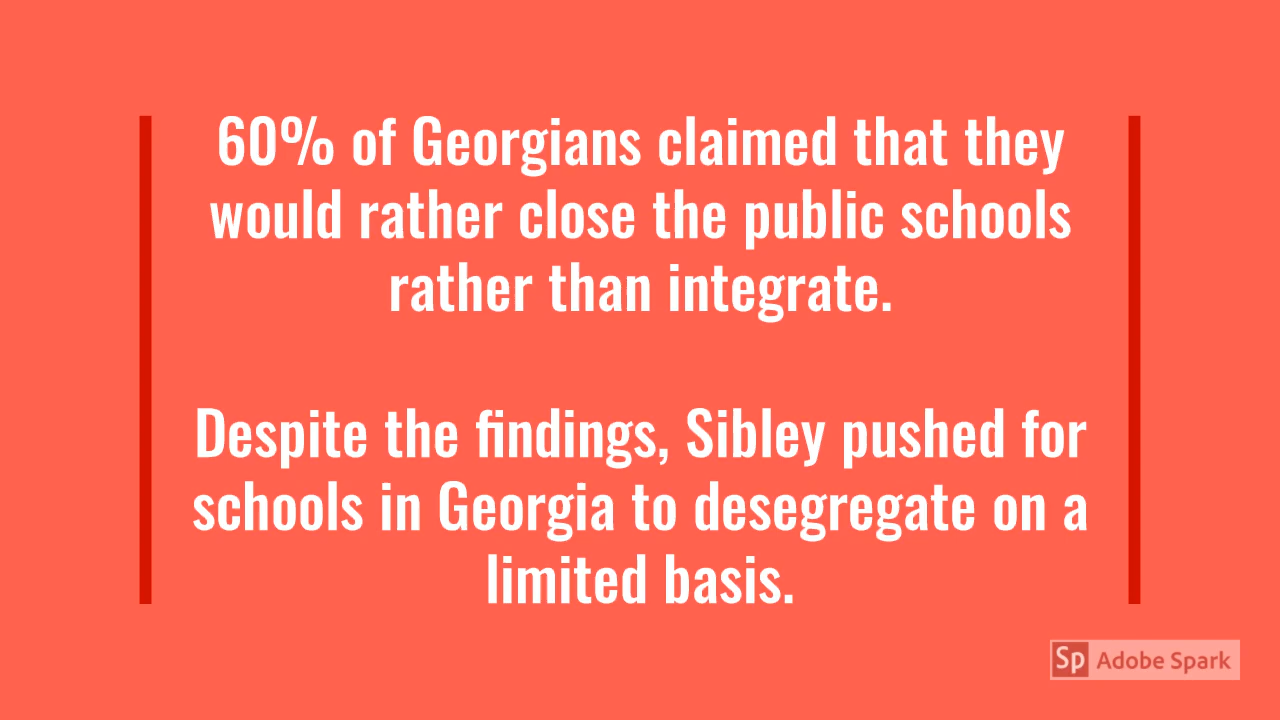 60% of Georgians claimed that they
would rather close the public schools
rather than integrate.
Despite the findings, Sibley pushed for
schools in Georgia to desegregate on a
limited basis.
Sp Adobe Spark